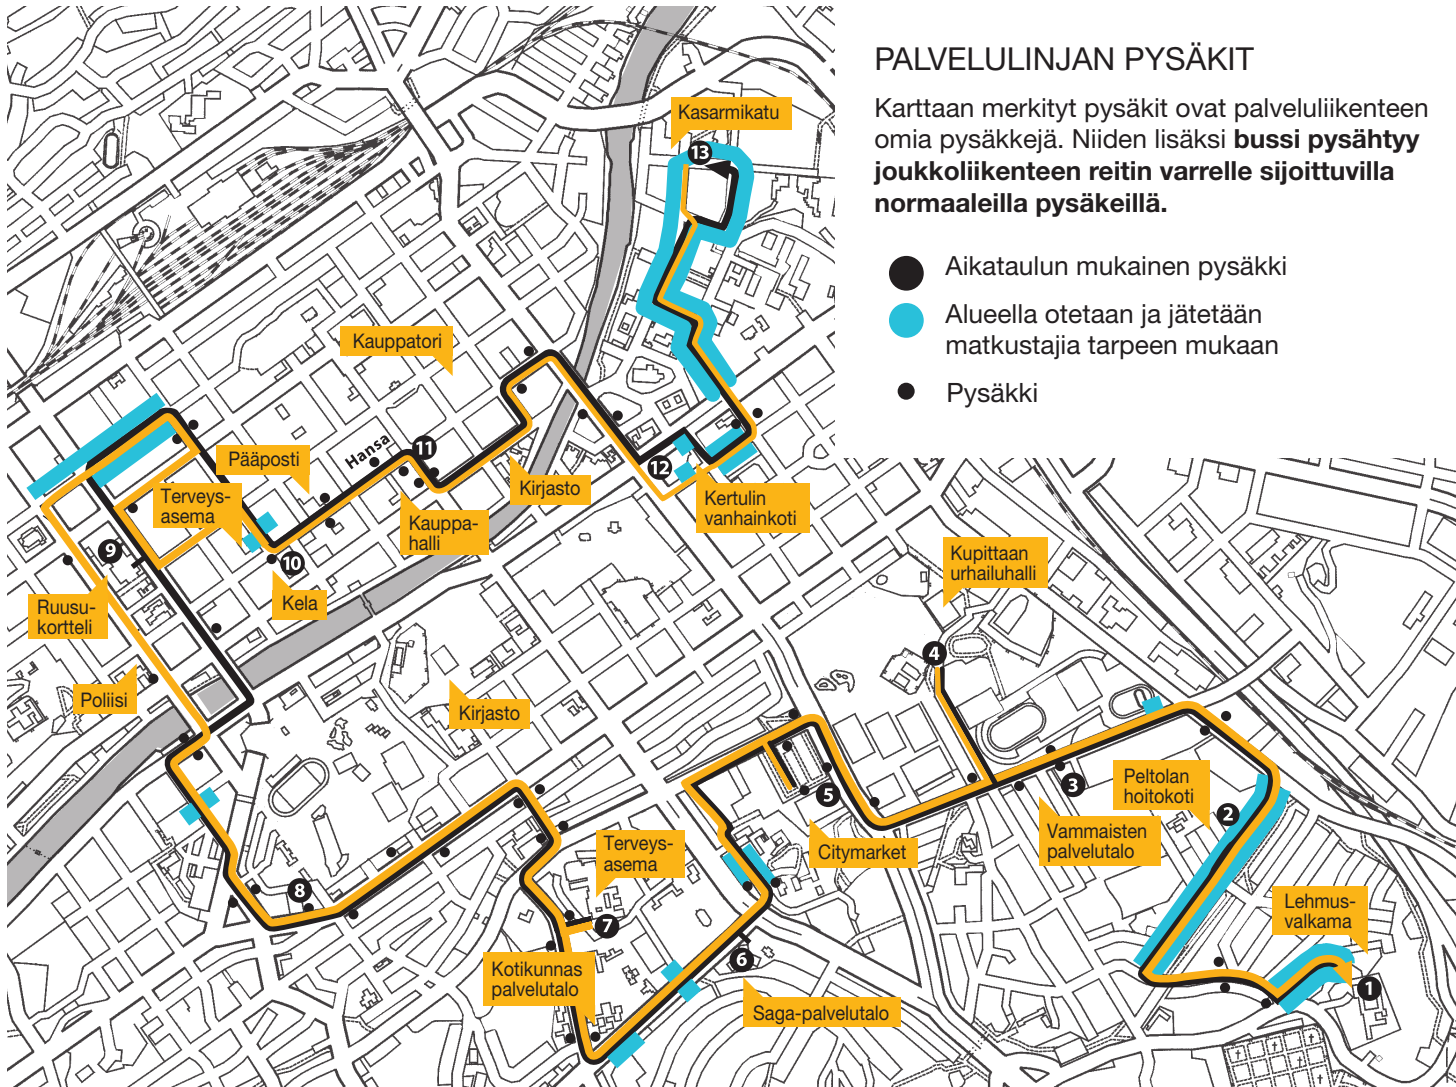 PALVELULINJAN PYSÄKIT
Karttaan merkityt pysäkit ovat palveluliikenteen
omia pysäkkejä. Niiden lisäksi bussi pysähtyy
joukkoliikenteen reitin varrelle sijoittuvilla
normaaleilla pysäkeillä.
Aikataulun mukainen pysäkki
Alueella otetaan ja jätetään
matkustajia tarpeen mukaan
Pysäkki
Kasarmikatu
13
Kauppatori
Hansa
11
Pääposti
Terveys-
asema
Kauppa-
halli
Kirjasto
12
Kertulin
vanhainkoti
9
10
Kela
Ruusu-
kortteli
Poliisi
Kirjasto
Kupittaan
urhailuhalli
4
5
3
Peltolan
hoitokoti
2
Vammaisten
palvelutalo
Citymarket
Terveys-
asema
8
7
6
Lehmus-
valkama
1
Kotikunnas
palvelutalo
Saga-palvelutalo